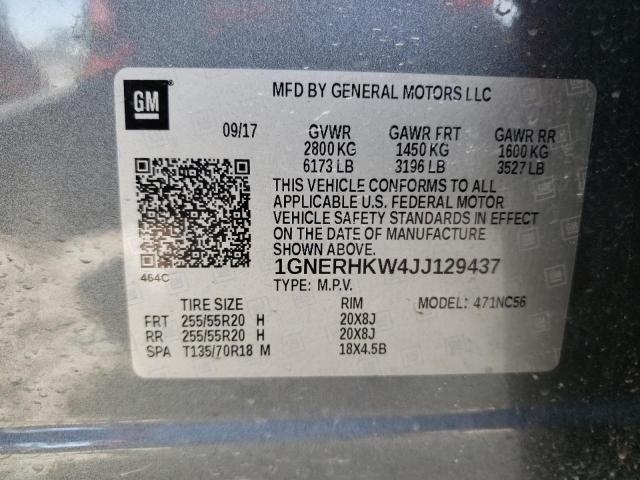 GM
MFD BY GENERAL MOTORS LLC
09/17 GVWR GAWR FRT GAWR RR
2800 KG 1450 KG 1600 KG
6173 LB 3196 LB 3527 LB
THIS VEHICLE CONFORMS TO ALL
APPLICABLE U.S. FEDERAL MOTOR
VEHICLE SAFETY STANDARDS IN EFFECT
ON THE DATE OF MANUFACTURE
SHOWN ABOVE.
464C 1GNERHKW4JJ129437
TYPE: M.P.V.
TIRE SIZE RIM MODEL: 471NC56
FRT 255/55R20 H 20X8J
RR 255/55R20 H 20X8J
SPA T135/70R18 M 18X4.5B